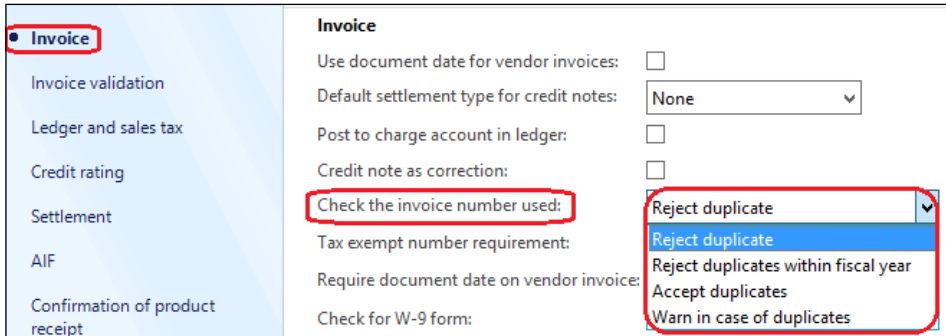 Invoice
Invoice validation
Ledger and sales tax
Credit rating
Settlement
AIF
Confirmation of product
receipt
Invoice
Use document date for vendor invoices:
Default settlement type for credit notes:
None
Post to charge account in ledger:
Credit note as correction:
Check the invoice number used:
Reject duplicate
Tax exempt number requirement:
Require document date on vendor invoice:
Check for W-9 form:
Reject duplicate
Reject duplicates within fiscal year
Accept duplicates
Warn in case of duplicates